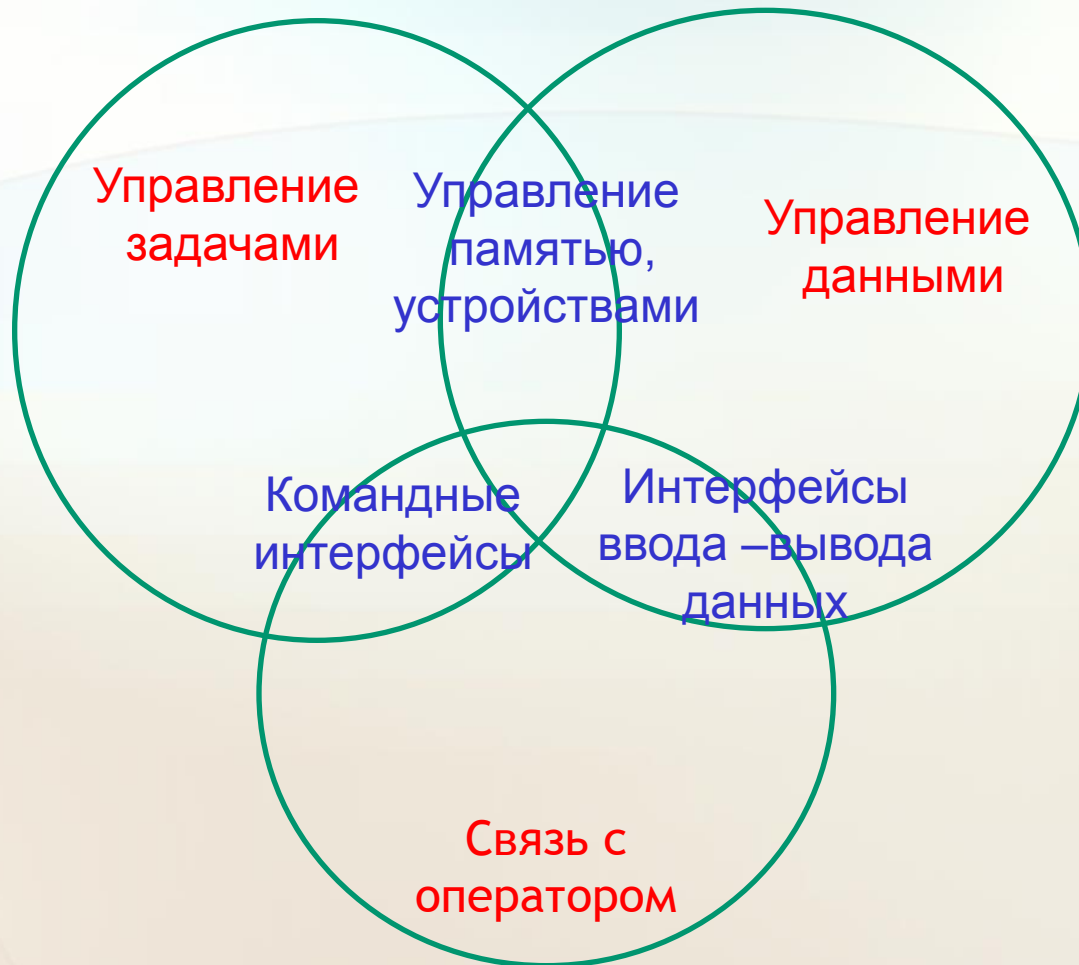 Управление
задачами
Управление
памятью,
устройствами
Управление
данными
Командные
интерфейсы
Интерфейсы
ввода –вывода
данных
Связь с
оператором